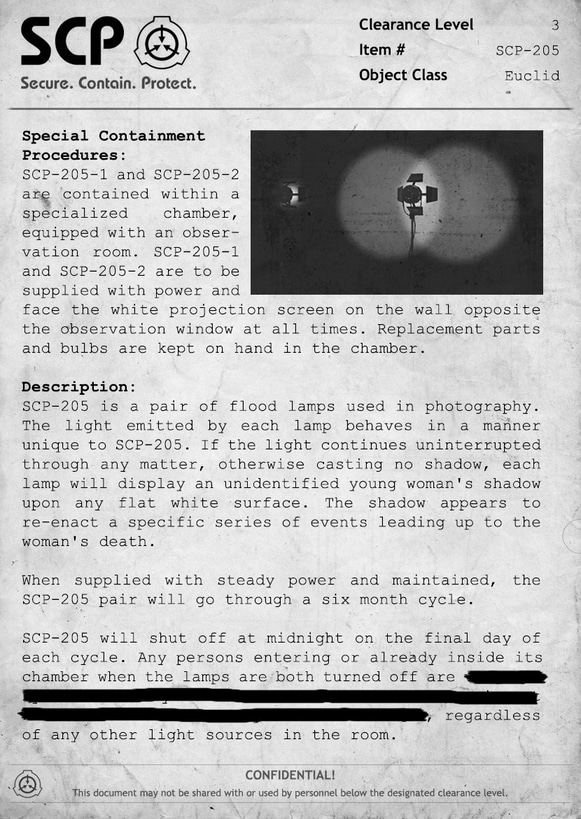 SCP
Secure. Contain. Protect.
Clearance Level 3
Item # SCP-205
Object Class Euclid
Special Containment
Procedures:
SCP-205-1 and SCP-205-2
are contained within a
specialized chamber,
equipped with an obser-
vation room. SCP-205-1
and SCP-205-2 are to be
supplied with power and
face the white projection screen on the wall opposite
the observation window at all times. Replacement parts
and bulbs are kept on hand in the chamber.
Description:
SCP-205 is a pair of flood lamps used in photography.
The light emitted by each lamp behaves in a manner
unique to SCP-205. If the light continues uninterrupted
through any matter, otherwise casting no shadow, each
lamp will display an unidentified young woman's shadow
upon any flat white surface. The shadow appears to
re-enact a specific series of events leading up to the
woman's death.
When supplied with steady power and maintained, the
SCP-205 pair will go through a six month cycle.
SCP-205 will shut off at midnight on the final day of
each cycle. Any persons entering or already inside its
chamber when the lamps are both turned off are
, regardless
of any other light sources in the room.
CONFIDENTIAL!
This document may not be shared with or used by personnel below the designated clearance level.